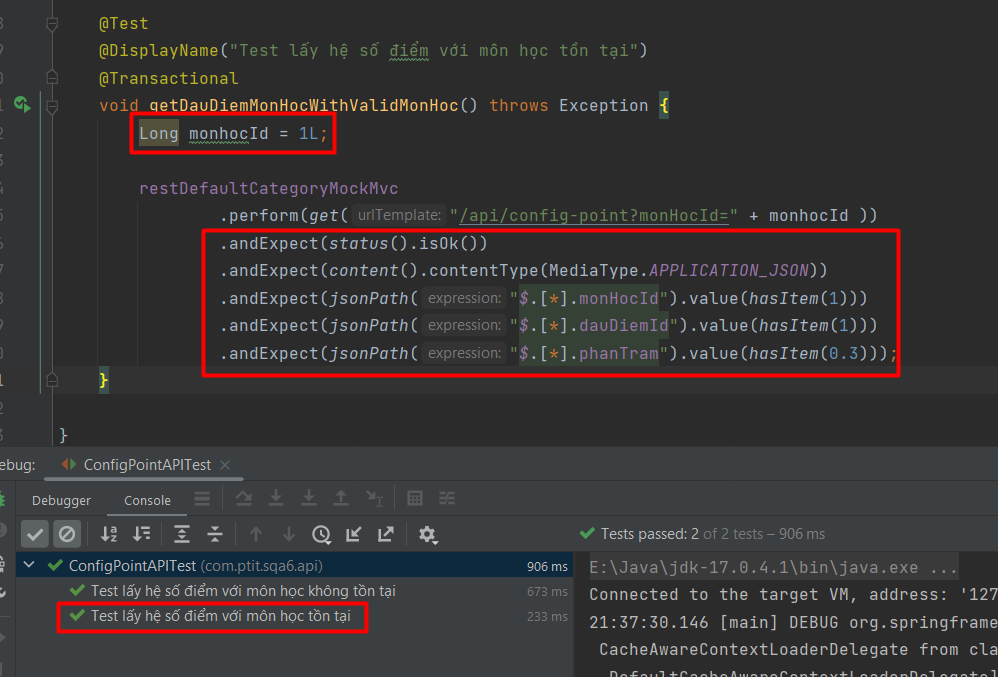 @Test
@DisplayName("Test lấy hệ số điểm với môn học tồn tại")
@Transactional
void getDauDiemMonHocWithValidMonHoc() throws Exception {
Long monhocId = 1L;
restDefaultCategoryMockMvc
.perform(get( urlTemplate: "/api/config-point?monHocId=" + monhocId ))
.andExpect(status().isOk())
.andExpect(content().contentType(MediaType.APPLICATION_JSON))
.andExpect(jsonPath( expression: "$.[*].monHocId").value(hasItem(1)))
.andExpect(jsonPath( expression: "$.[*].dauDiemId").value(hasItem(1)))
.andExpect(jsonPath( expression: "$.[*].phanTram").value(hasItem(0.3)));
}
}
ebug: ConfigPointAPITest
Debugger Console
Tests passed: 2 of 2 tests – 906 ms
ConfigPointAPITest (com.ptit.sqa6.api) 906 ms
Test lấy hệ số điểm với môn học không tồn tại 673 ms
Test lấy hệ số điểm với môn học tồn tại 233 ms
E:\Java\jdk-17.0.4.1\bin\java.exe ...
Connected to the target VM, address: '127
21:37:30.146 [main] DEBUG org.springframe
CacheAwareContextLoaderDelegate from cla